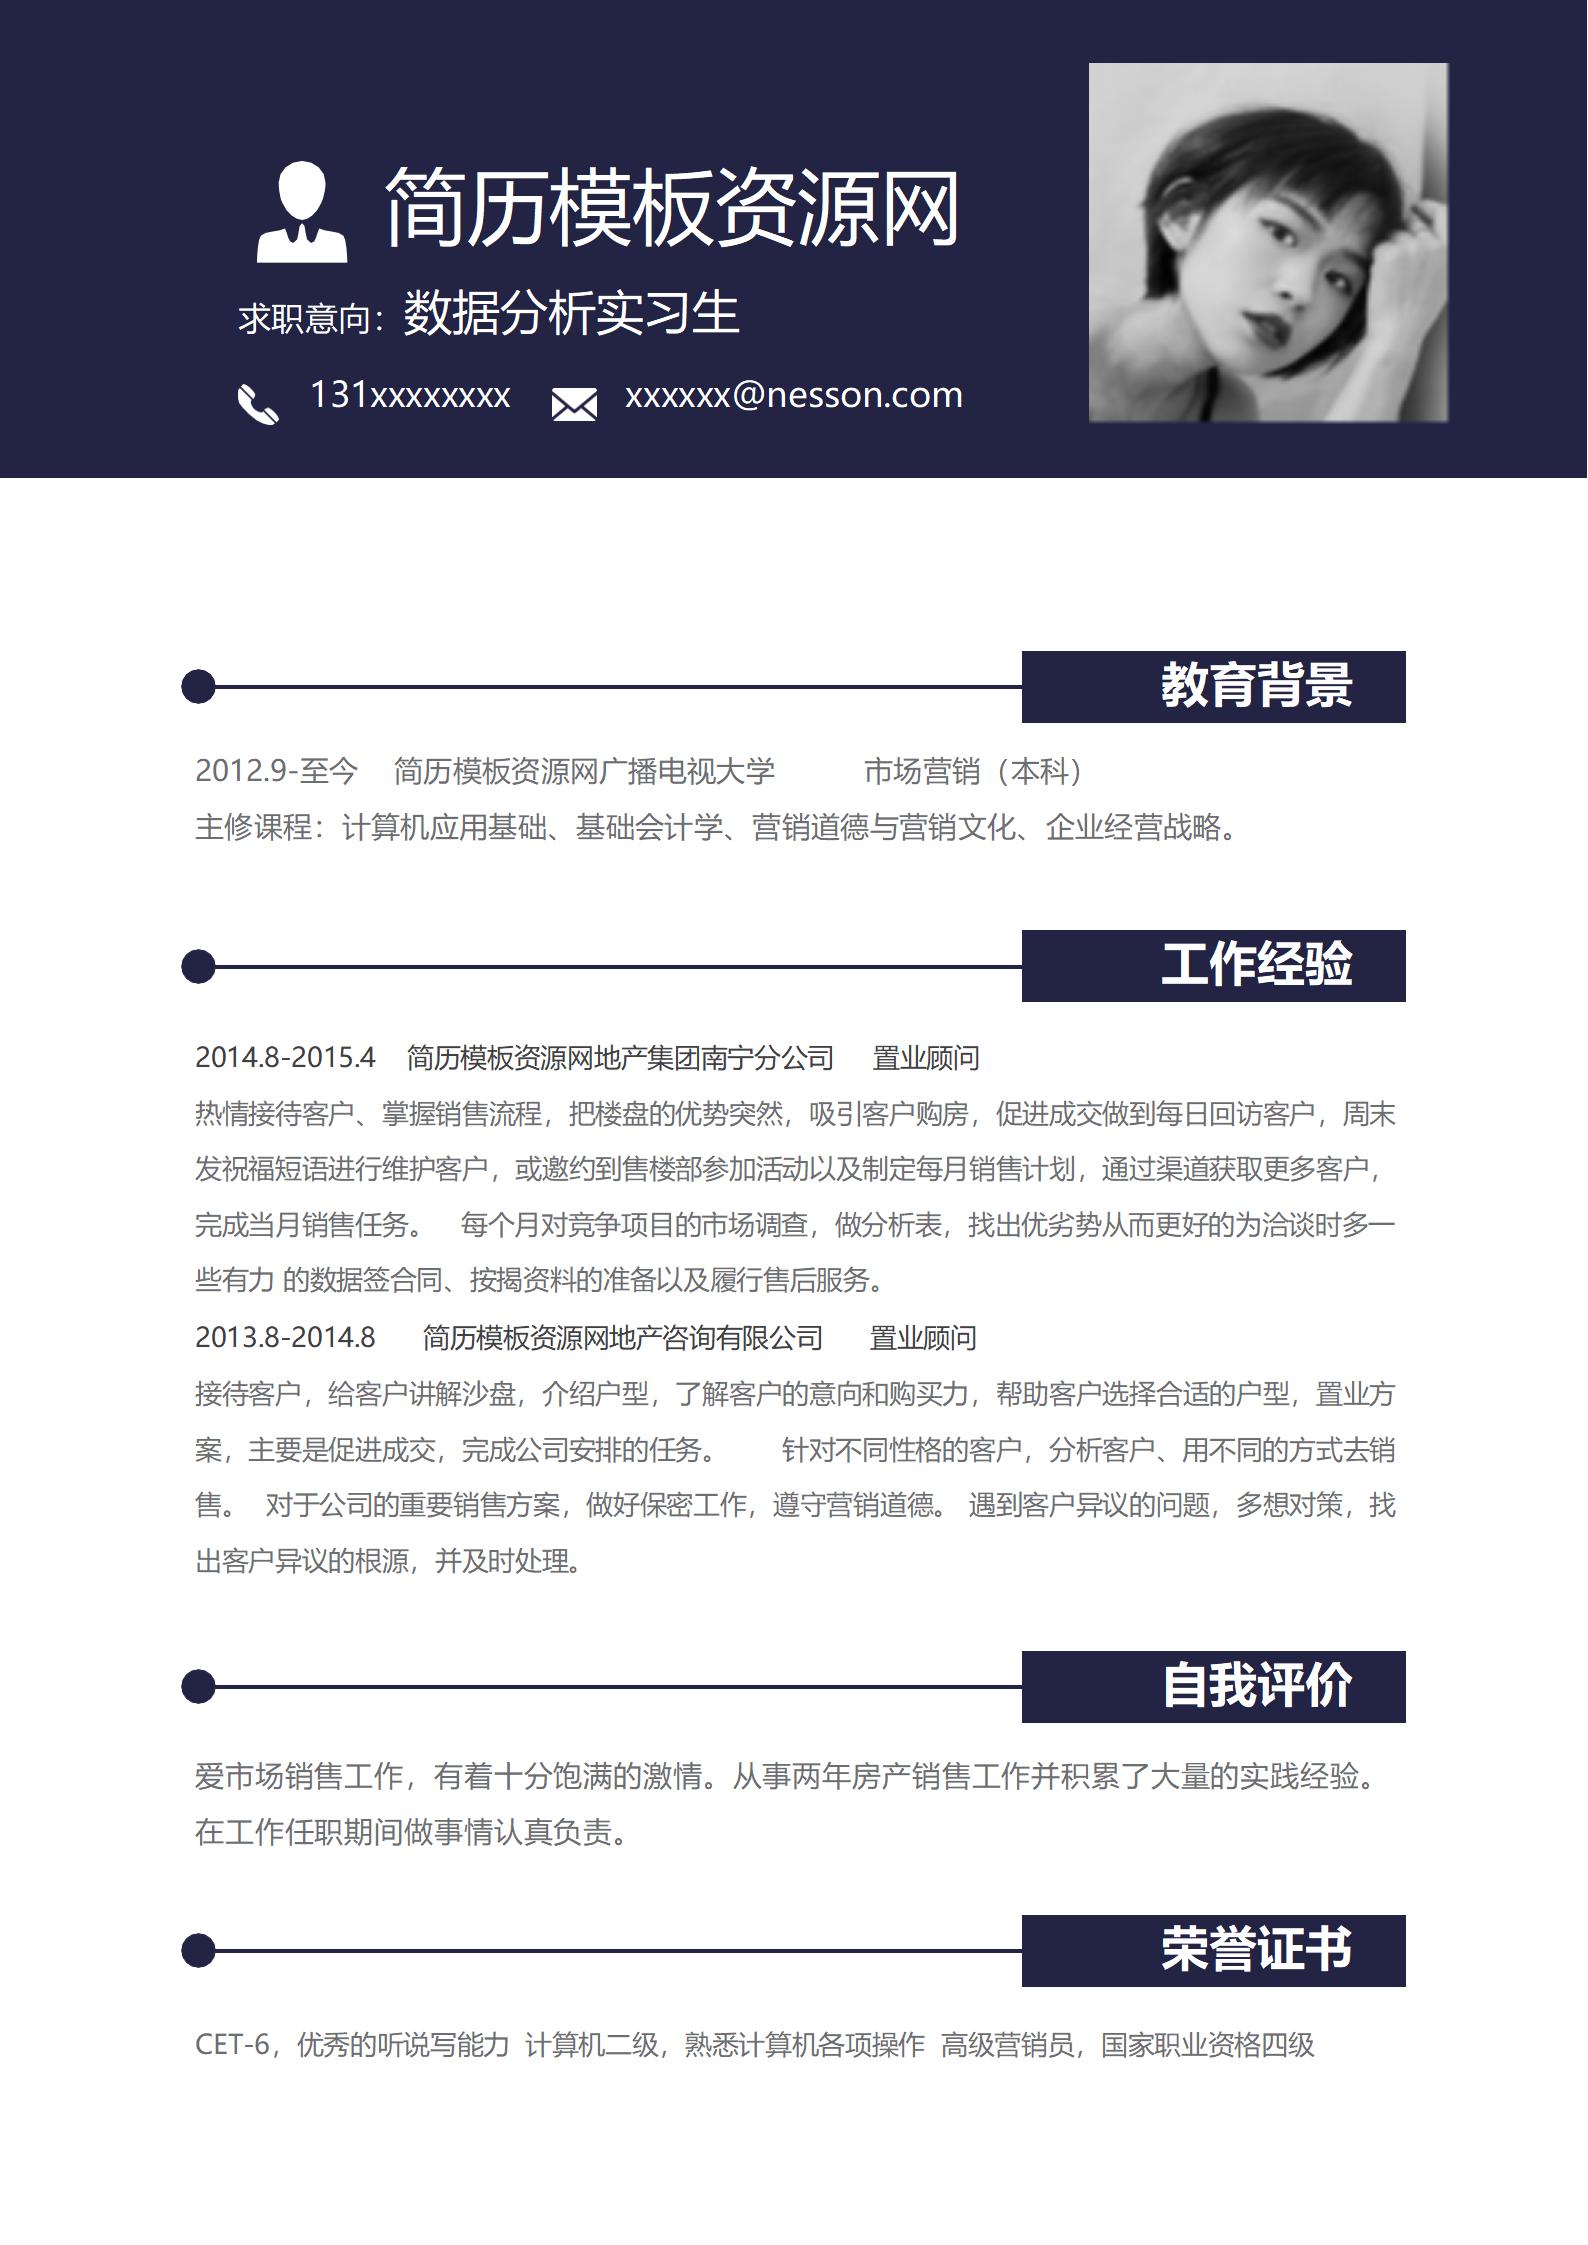 简历模板资源网
求职意向：数据分析实习生
131xxxxxxxx xxxxxx@nesson.com
教育背景
2012.9-至今 简历模板资源网广播电视大学 市场营销（本科）
主修课程：计算机应用基础、基础会计学、营销道德与营销文化、企业经营战略。
工作经验
2014.8-2015.4 简历模板资源网地产集团南宁分公司 置业顾问
热情接待客户、掌握销售流程，把楼盘的优势突然，吸引客户购房，促进成交做到每日回访客户，周末
发祝福短语进行维护客户，或邀约到售楼部参加活动以及制定每月销售计划，通过渠道获取更多客户，
完成当月销售任务。 每个月对竞争项目的市场调查，做分析表，找出优劣势从而更好的为洽谈时多一
些有力 的数据签合同、按揭资料的准备以及履行售后服务。
2013.8-2014.8 简历模板资源网地产咨询有限公司 置业顾问
接待客户，给客户讲解沙盘，介绍户型，了解客户的意向和购买力，帮助客户选择合适的户型，置业方
案，主要是促进成交，完成公司安排的任务。 针对不同性格的客户，分析客户、用不同的方式去销
售。 对于公司的重要销售方案，做好保密工作，遵守营销道德。 遇到客户异议的问题，多想对策，找
出客户异议的根源，并及时处理。
自我评价
爱市场销售工作，有着十分饱满的激情。从事两年房产销售工作并积累了大量的实践经验。
在工作任职期间做事情认真负责。
荣誉证书
CET-6，优秀的听说写能力 计算机二级，熟悉计算机各项操作 高级营销员，国家职业资格四级